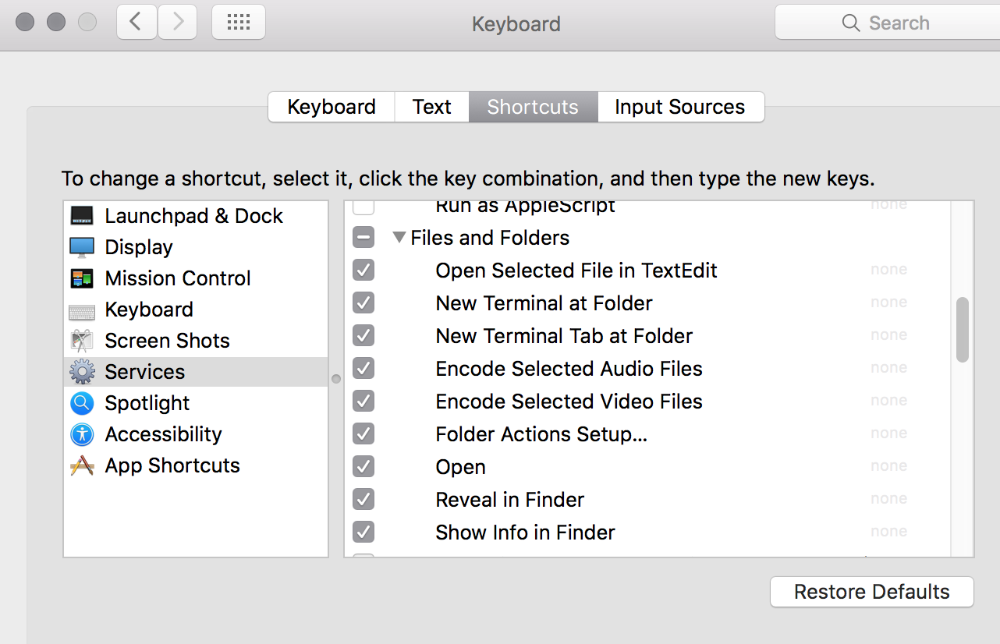 Keyboard
Search
Keyboard Text Shortcuts Input Sources
To change a shortcut, select it, click the key combination, and then type the new keys.
Launchpad & Dock
Display
Mission Control
Keyboard
Screen Shots
Services
Spotlight
Accessibility
App Shortcuts
Run as AppleScript none
Files and Folders
Open Selected File in TextEdit none
New Terminal at Folder none
New Terminal Tab at Folder none
Encode Selected Audio Files none
Encode Selected Video Files none
Folder Actions Setup... none
Open none
Reveal in Finder none
Show Info in Finder none
Restore Defaults